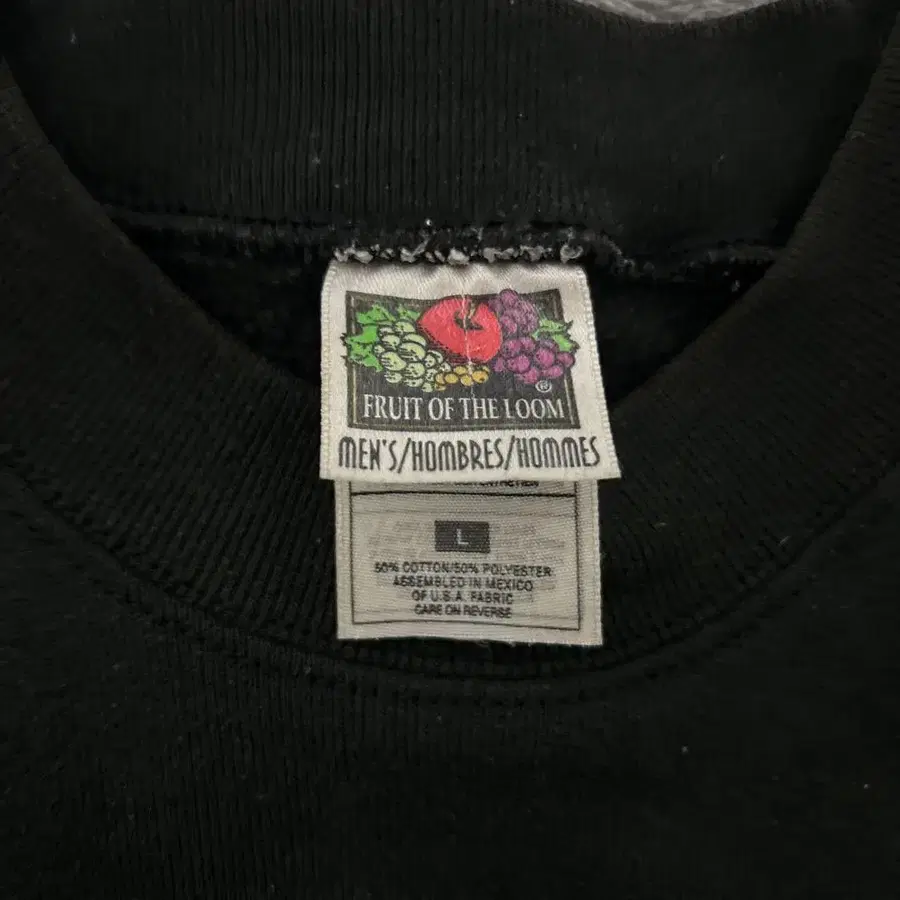 ®
FRUIT OF THE LOOM
MEN'S/HOMBRES/HOMMES
L
50% COTTON/50% POLYESTER
ASSEMBLED IN MEXICO
OF U.S.A. FABRIC
CARE ON REVERSE